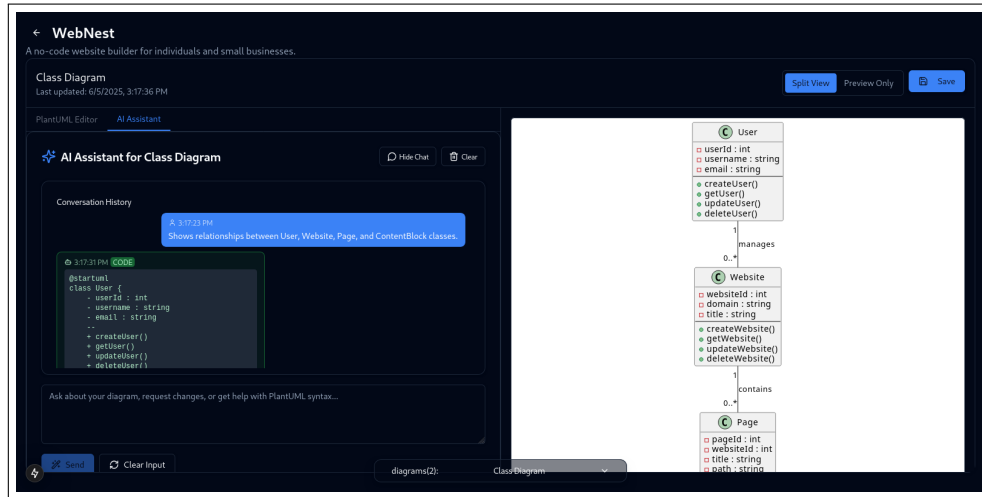 WebNest
A no-code website builder for individuals and small businesses.
Class Diagram
Last updated: 6/5/2025, 3:17:36 PM
Split View
Preview Only
Save
PlantUML Editor
AI Assistant
AI Assistant for Class Diagram
Hide Chat
Clear
Conversation History
3:17:23 PM
Shows relationships between User, Website, Page, and ContentBlock classes.
3:17:31 PM CODE
@startuml
class User {
- userId : int
- username : string
- email : string
--
+ createUser()
+ getUser()
+ updateUser()
+ deleteUser()
Ask about your diagram, request changes, or get help with PlantUML syntax...
Send
Clear Input
diagrams(2):
Class Diagram
C User
userId : int
username : string
email : string
createUser()
getUser()
updateUser()
deleteUser()
1
manages
0..*
C Website
websiteId : int
domain : string
title : string
createWebsite()
getWebsite()
updateWebsite()
deleteWebsite()
1
contains
0..*
C Page
pageId : int
websiteId : int
title : string
path : string